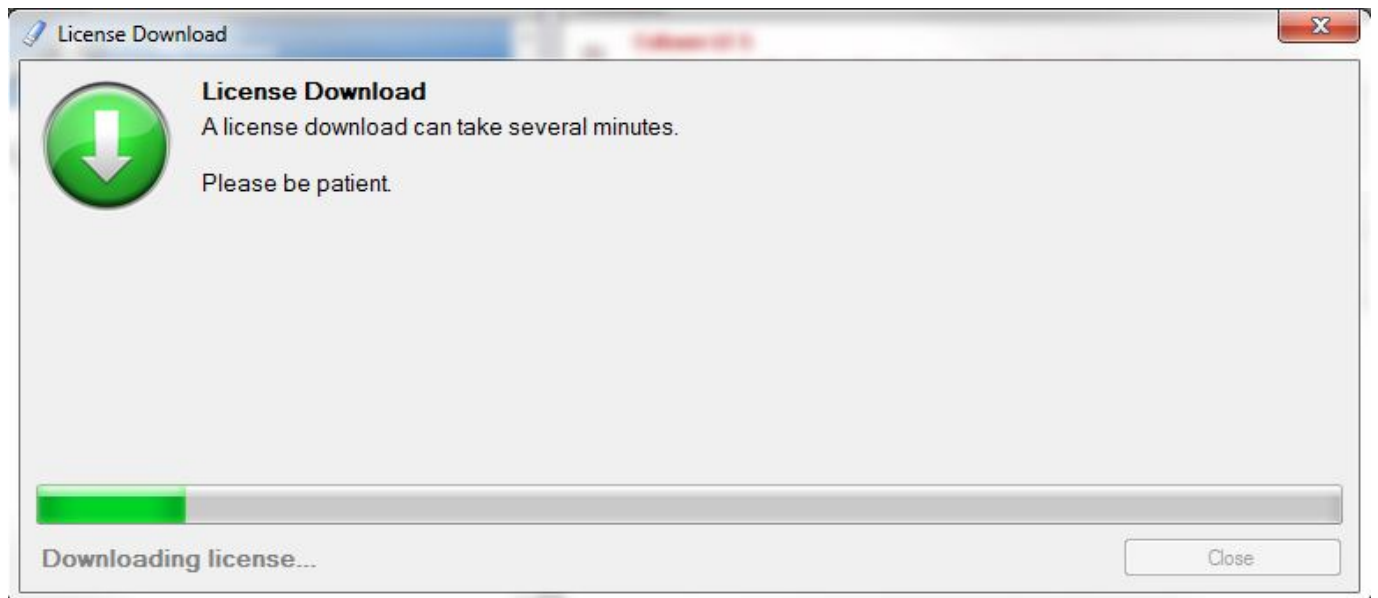 License Download
License Download
A license download can take several minutes.
Please be patient.
Downloading license...
Close